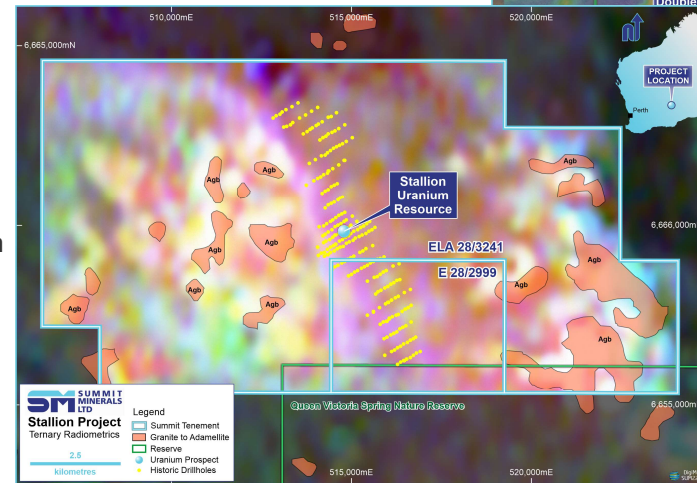 (Double
510,000mE
515,000mE
520,000mE
6,665,000mN
PROJECT
LOCATION
Perth
Agb
Agb
Agb
Stallion
Uranium
Resource
6,666,000m
Agb
Agb
ELA 28/3241
Agb
E 28/2999
Agb
Agb
Agb
Agb
Agb
SM SUMMIT
MINERALS
LTD
Stallion Project
Ternary Radiometrics
2.5
kilometres
Legend
Summit Tenement
Granite to Adamellite
Reserve
Uranium Prospect
Historic Drillholes
Queen Victoria Spring Nature Reserve
6,655,000m
515,000mE
520,000mE